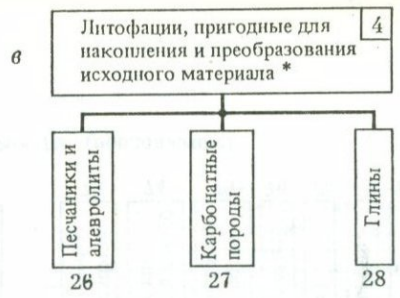 в
4
Литофации, пригодные для
накопления и преобразования
исходного материала *
Песчаники и
алевролиты
Карбонатные
породы
Глины
26
27
28